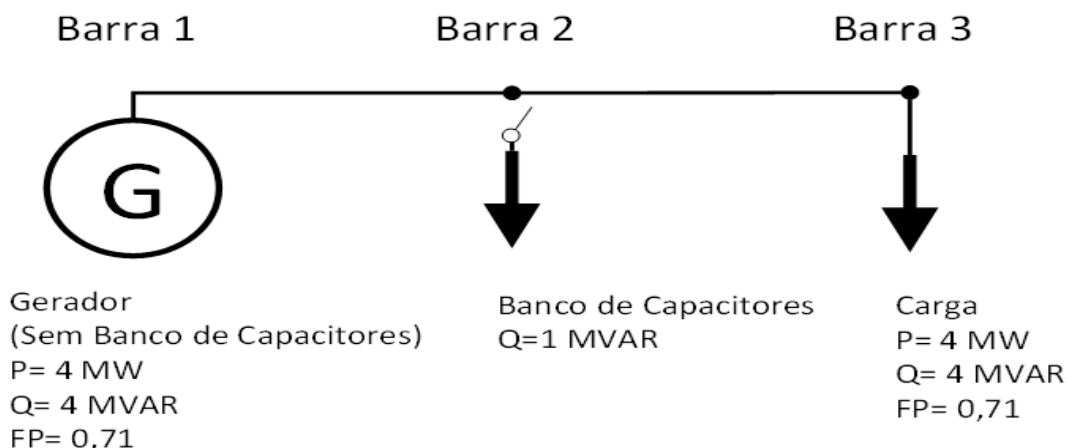 Barra 1
Barra 2
Barra 3
G
Gerador
(Sem Banco de Capacitores)
P= 4 MW
Q= 4 MVAR
FP= 0,71
Banco de Capacitores
Q=1 MVAR
Carga
P= 4 MW
Q= 4 MVAR
FP= 0,71